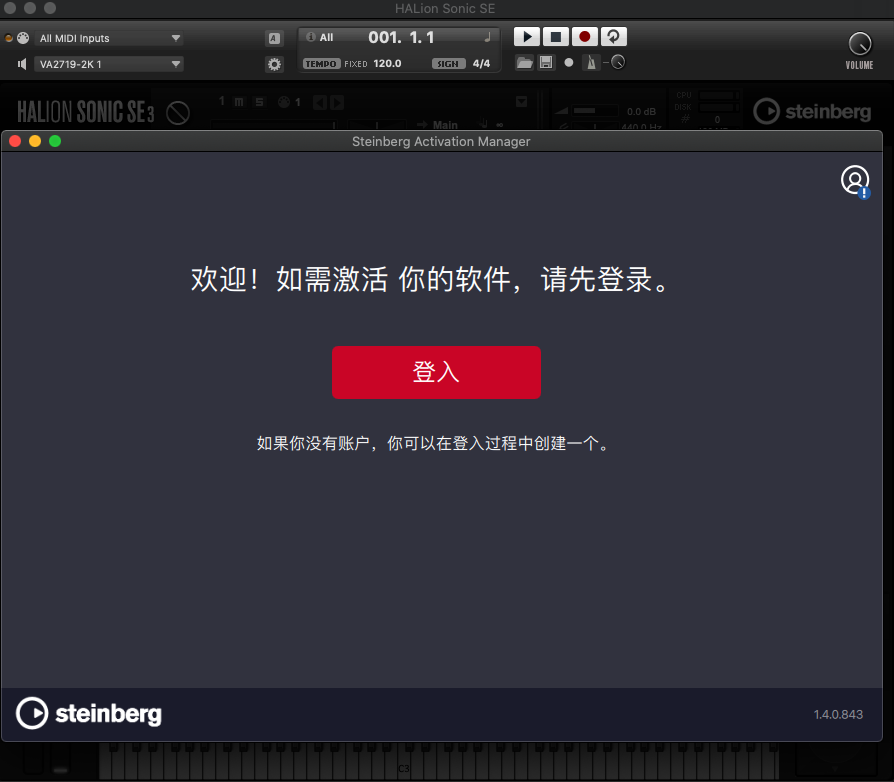 HALion Sonic SE
All MIDI Inputs
A
i All
001. 1. 1
VA2719-2K 1
TEMPO FIXED 120.0
SIGN 4/4
VOLUME
HALION SONIC SE 3
1 m s 1
Main
0.0 dB
440.0 Hz
CPU
DISK
# 0
steinberg
Steinberg Activation Manager
欢迎！如需激活 你的软件，请先登录。
登入
如果你没有账户，你可以在登入过程中创建一个。
steinberg
1.4.0.843
C3